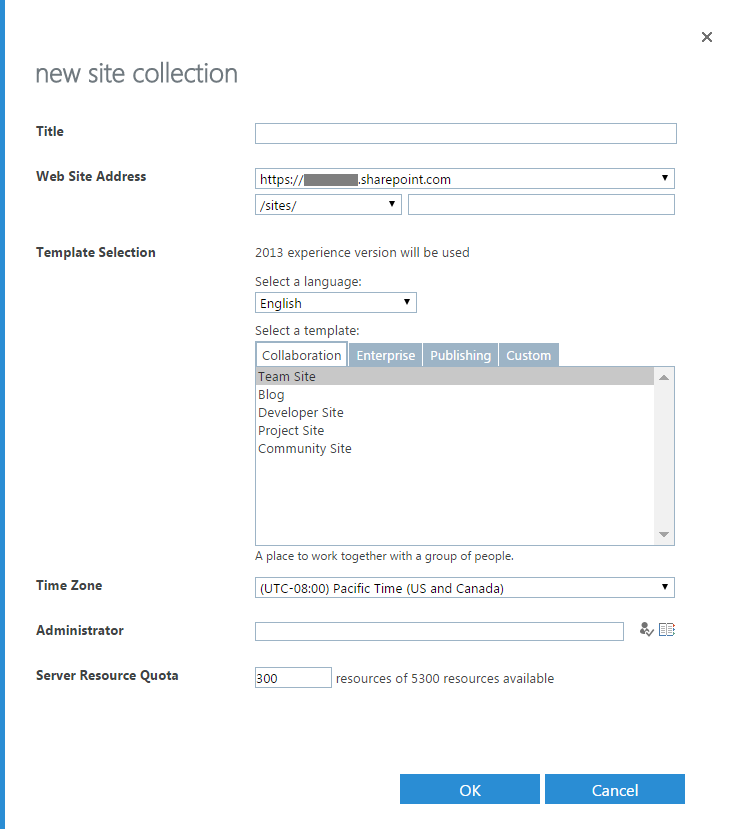 new site collection
Title
Web Site Address
https://
.sharepoint.com
/sites/
Template Selection
2013 experience version will be used
Select a language:
English
Select a template:
Collaboration Enterprise Publishing Custom
Team Site
Blog
Developer Site
Project Site
Community Site
A place to work together with a group of people.
Time Zone
(UTC-08:00) Pacific Time (US and Canada)
Administrator
Server Resource Quota
300 resources of 5300 resources available
OK
Cancel